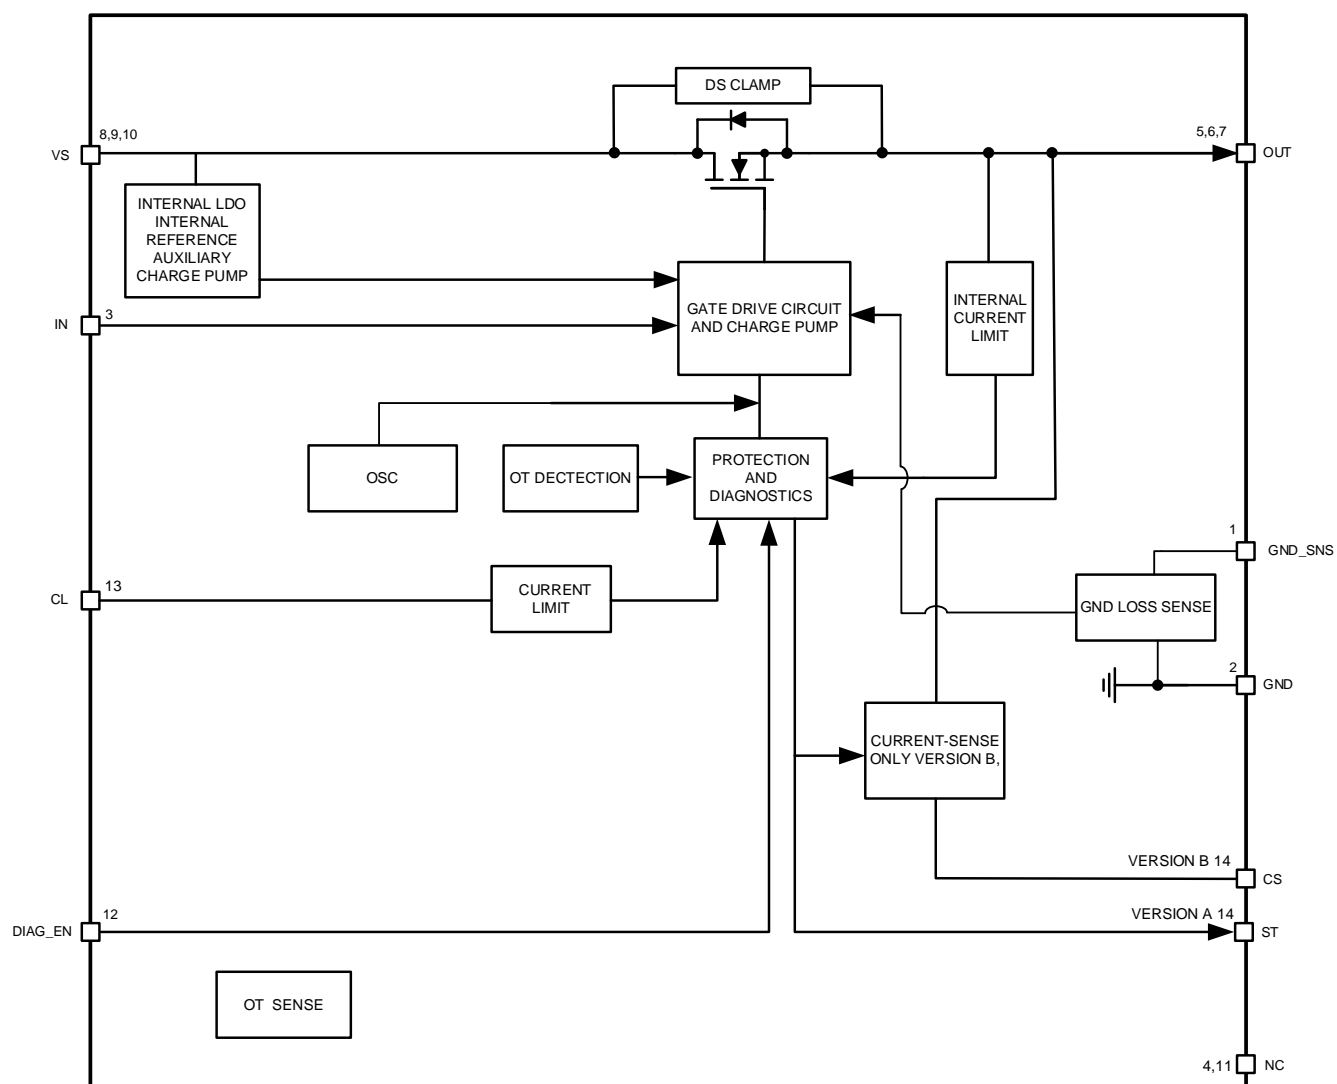 DS CLAMP
8,9,10
5,6,7
VS
OUT
INTERNAL LDO
INTERNAL
REFERENCE
AUXILIARY
CHARGE PUMP
GATE DRIVE CIRCUIT
AND CHARGE PUMP
INTERNAL
CURRENT
LIMIT
3
IN
OSC
OT DECTECTION
PROTECTION
AND
DIAGNOSTICS
1
GND_SNS
13
CL
CURRENT
LIMIT
GND LOSS SENSE
2
GND
CURRENT-SENSE
ONLY VERSION B,
VERSION B 14
CS
12
DIAG_EN
VERSION A 14
ST
OT SENSE
4,11
NC